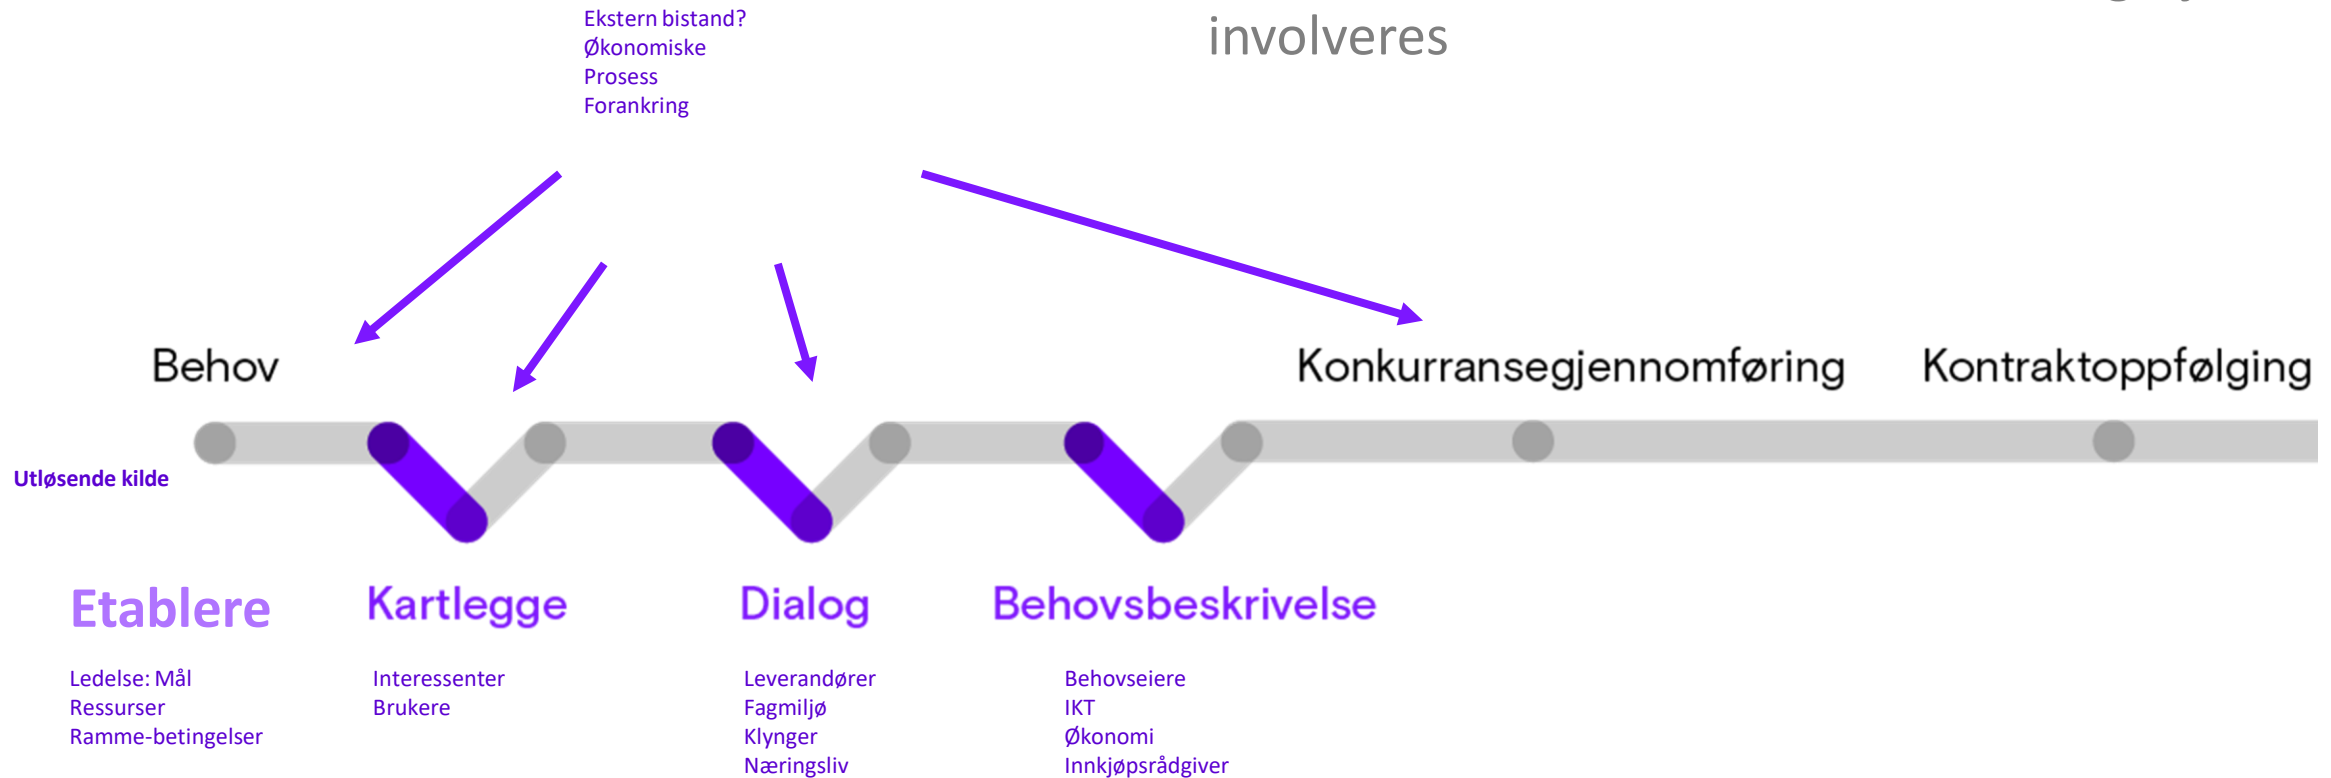 Ekstern bistand?
Økonomiske
Prosess
Forankring
involveres
Behov
Konkurransegjennomføring
Kontraktoppfølging
Utløsende kilde
Etablere
Kartlegge
Dialog
Behovsbeskrivelse
Ledelse: Mål
Ressurser
Ramme-betingelser
Interessenter
Brukere
Leverandører
Fagmiljø
Klynger
Næringsliv
Behovseiere
IKT
Økonomi
Innkjøpsrådgiver